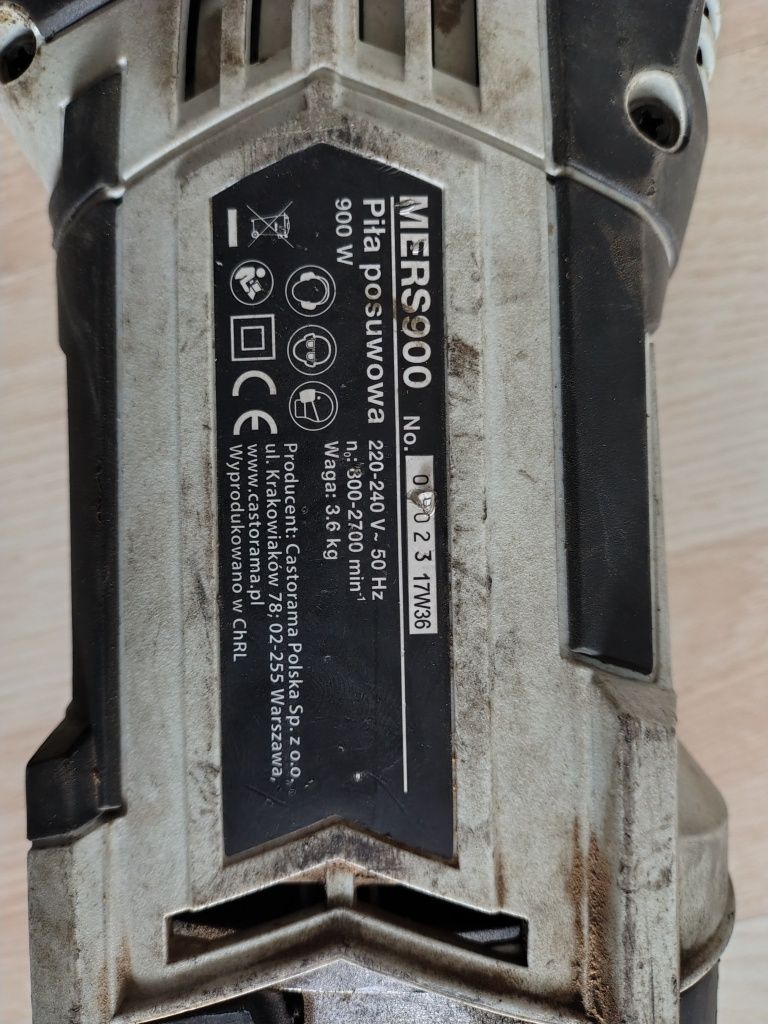 MERS900 No. 0 0 0 2 3 17W36
Piła posuwowa 220-240 V~ 50 Hz
900 W
n₀: 800-2700 min⁻¹
Waga: 3.6 kg
Producent: Castorama Polska Sp. z o.o.
ul. Krakowiaków 78; 02-255 Warszawa,
www.castorama.pl
Wyprodukowano w ChRL
CE